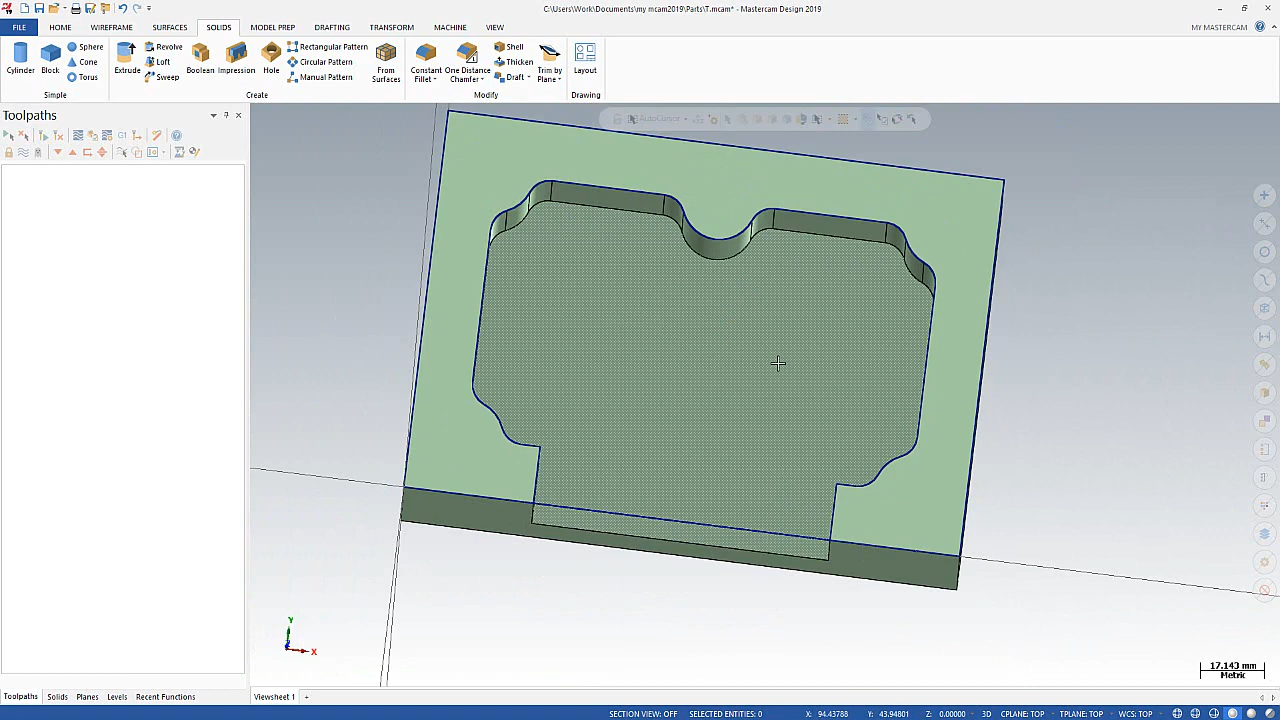 C:\Users\Work\Documents\my mcam2019\Parts\T.mcam* - Mastercam Design 2019
FILE HOME WIREFRAME SURFACES SOLIDS MODEL PREP DRAFTING TRANSFORM MACHINE VIEW MY MASTERCAM
Cylinder Block Sphere Cone Torus
Simple
Extrude Revolve Loft Sweep Boolean Impression Hole Rectangular Pattern Circular Pattern Manual Pattern From Surfaces
Create
Constant Fillet One Distance Chamfer Shell Thicken Draft Trim by Plane
Modify
Layout
Drawing
Toolpaths
G1
AutoCursor
Y
X
17.143 mm
Metric
Toolpaths Solids Planes Levels Recent Functions
Viewsheet 1 +
SECTION VIEW: OFF SELECTED ENTITIES: 0 X: 94.43788 Y: 43.94801 Z: 0.00000 3D CPLANE: TOP TPLANE: TOP WCS: TOP